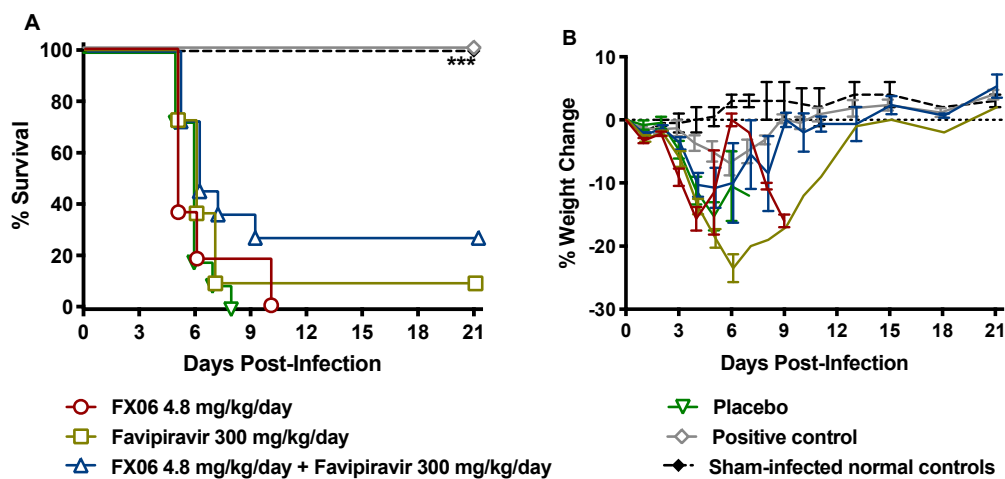 A
B
% Survival
100
80
60
40
20
0
***
0 3 6 9 12 15 18 21
Days Post-Infection
% Weight Change
10
0
-10
-20
-30
0 3 6 9 12 15 18 21
Days Post-Infection
FX06 4.8 mg/kg/day
Favipiravir 300 mg/kg/day
FX06 4.8 mg/kg/day + Favipiravir 300 mg/kg/day
Placebo
Positive control
Sham-infected normal controls